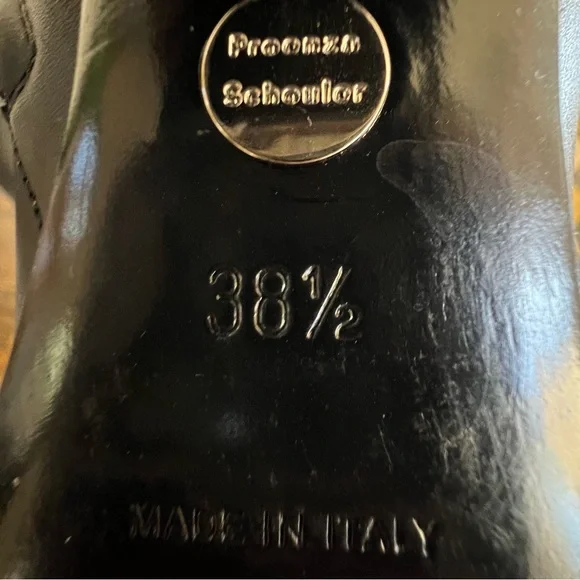 Proenza
Schouler
38½
MADE IN ITALY